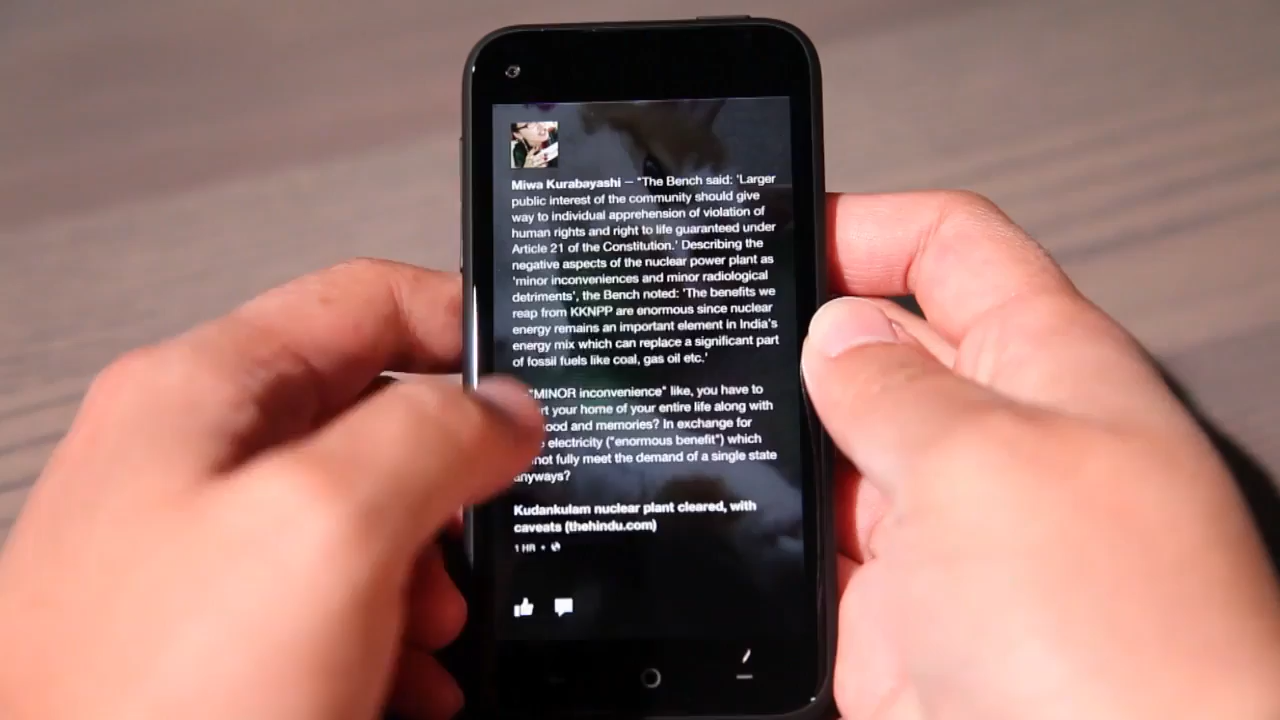 Miwa Kurabayashi — "The Bench said: 'Larger
public interest of the community should give
way to individual apprehension of violation of
human rights and right to life guaranteed under
Article 21 of the Constitution.' Describing the
negative aspects of the nuclear power plant as
'minor inconveniences and minor radiological
detriments', the Bench noted: 'The benefits we
reap from KKNPP are enormous since nuclear
energy remains an important element in India's
energy mix which can replace a significant part
of fossil fuels like coal, gas oil etc.'
"MINOR inconvenience" like, you have to
your home of your entire life along with
and memories? In exchange for
electricity ("enormous benefit") which
not fully meet the demand of a single state
anyways?
Kudankulam nuclear plant cleared, with
caveats (thehindu.com)
1 HR •